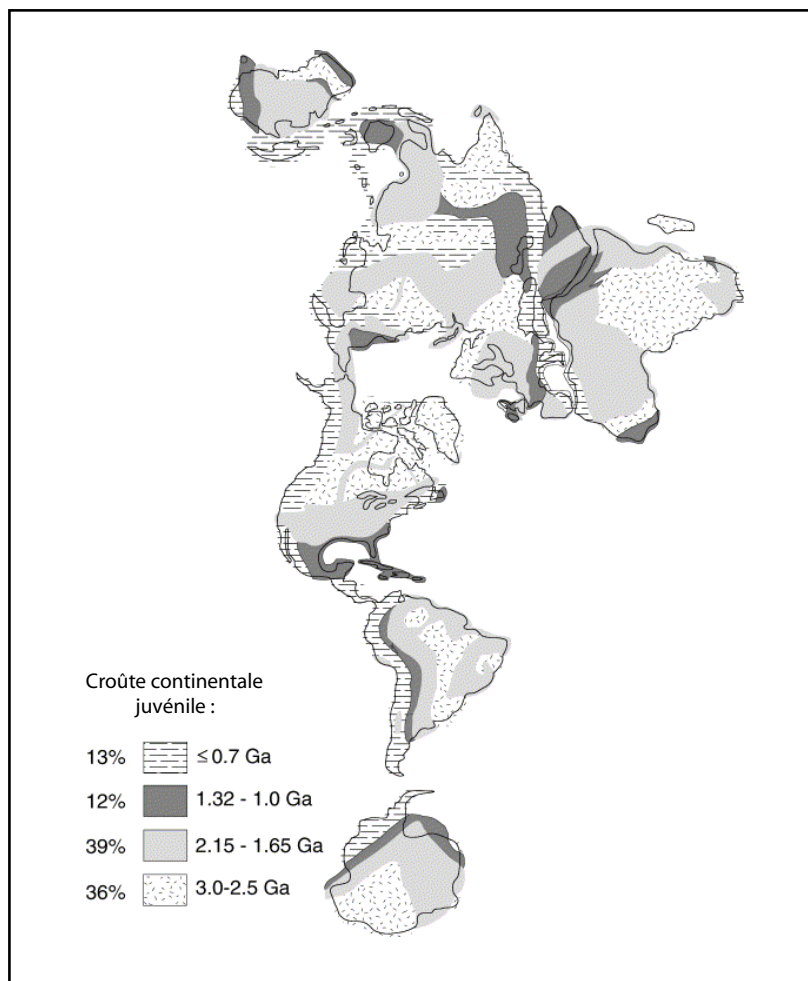 Croûte continentale
juvénile :
13% ≤ 0.7 Ga
12% 1.32 - 1.0 Ga
39% 2.15 - 1.65 Ga
36% 3.0-2.5 Ga